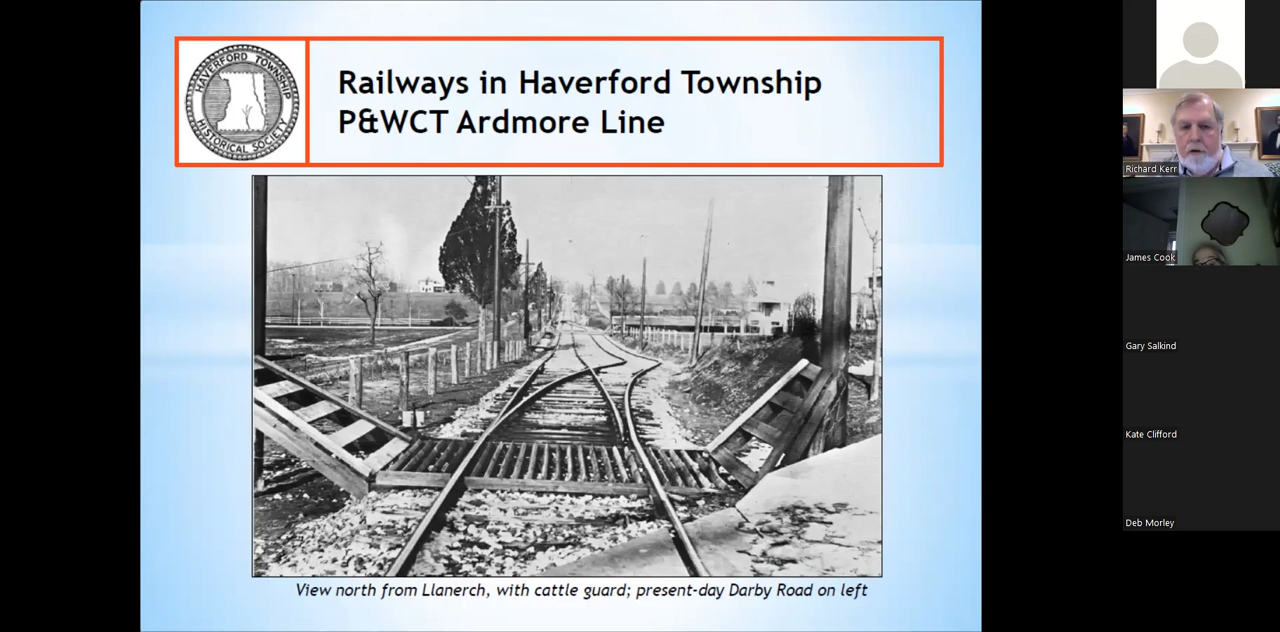 HAVERFORD TOWNSHIP
HISTORICAL SOCIETY
Railways in Haverford Township
P&WCT Ardmore Line
View north from Llanerch, with cattle guard; present-day Darby Road on left
Richard Kerr
James Cook
Gary Salkind
Kate Clifford
Deb Morley